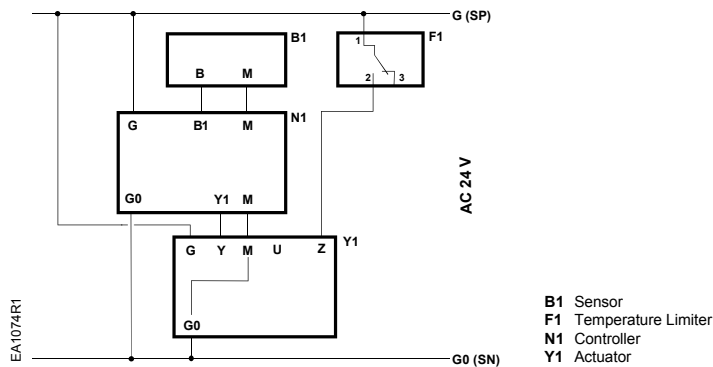 G (SP)
B1
F1
1
B M
2 3
N1
G B1 M
G0 Y1 M
AC 24 V
Y1
G Y M U Z
G0
EA1074R1
G0 (SN)
B1 Sensor
F1 Temperature Limiter
N1 Controller
Y1 Actuator